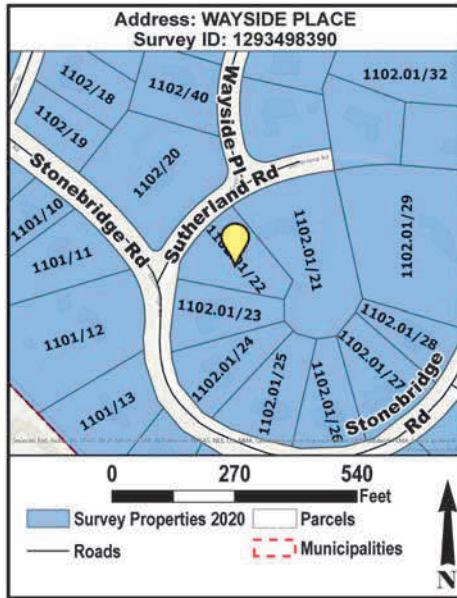 Address: WAYSIDE PLACE
Survey ID: 1293498390
1102/18
1102/40
1102.01/32
1102/19
Wayside Pl
1102/20
Stonebridge Rd
Sutherland Rd
1101/10
1101/11
1102.01/29
1102.01/21
1102.01/22
1102.01/23
1101/12
1102.01/28
1102.01/24
1102.01/27
1102.01/25
1102.01/26
1101/13
Stonebridge Rd
0 270 540
Feet
Survey Properties 2020
Parcels
Roads
Municipalities
N